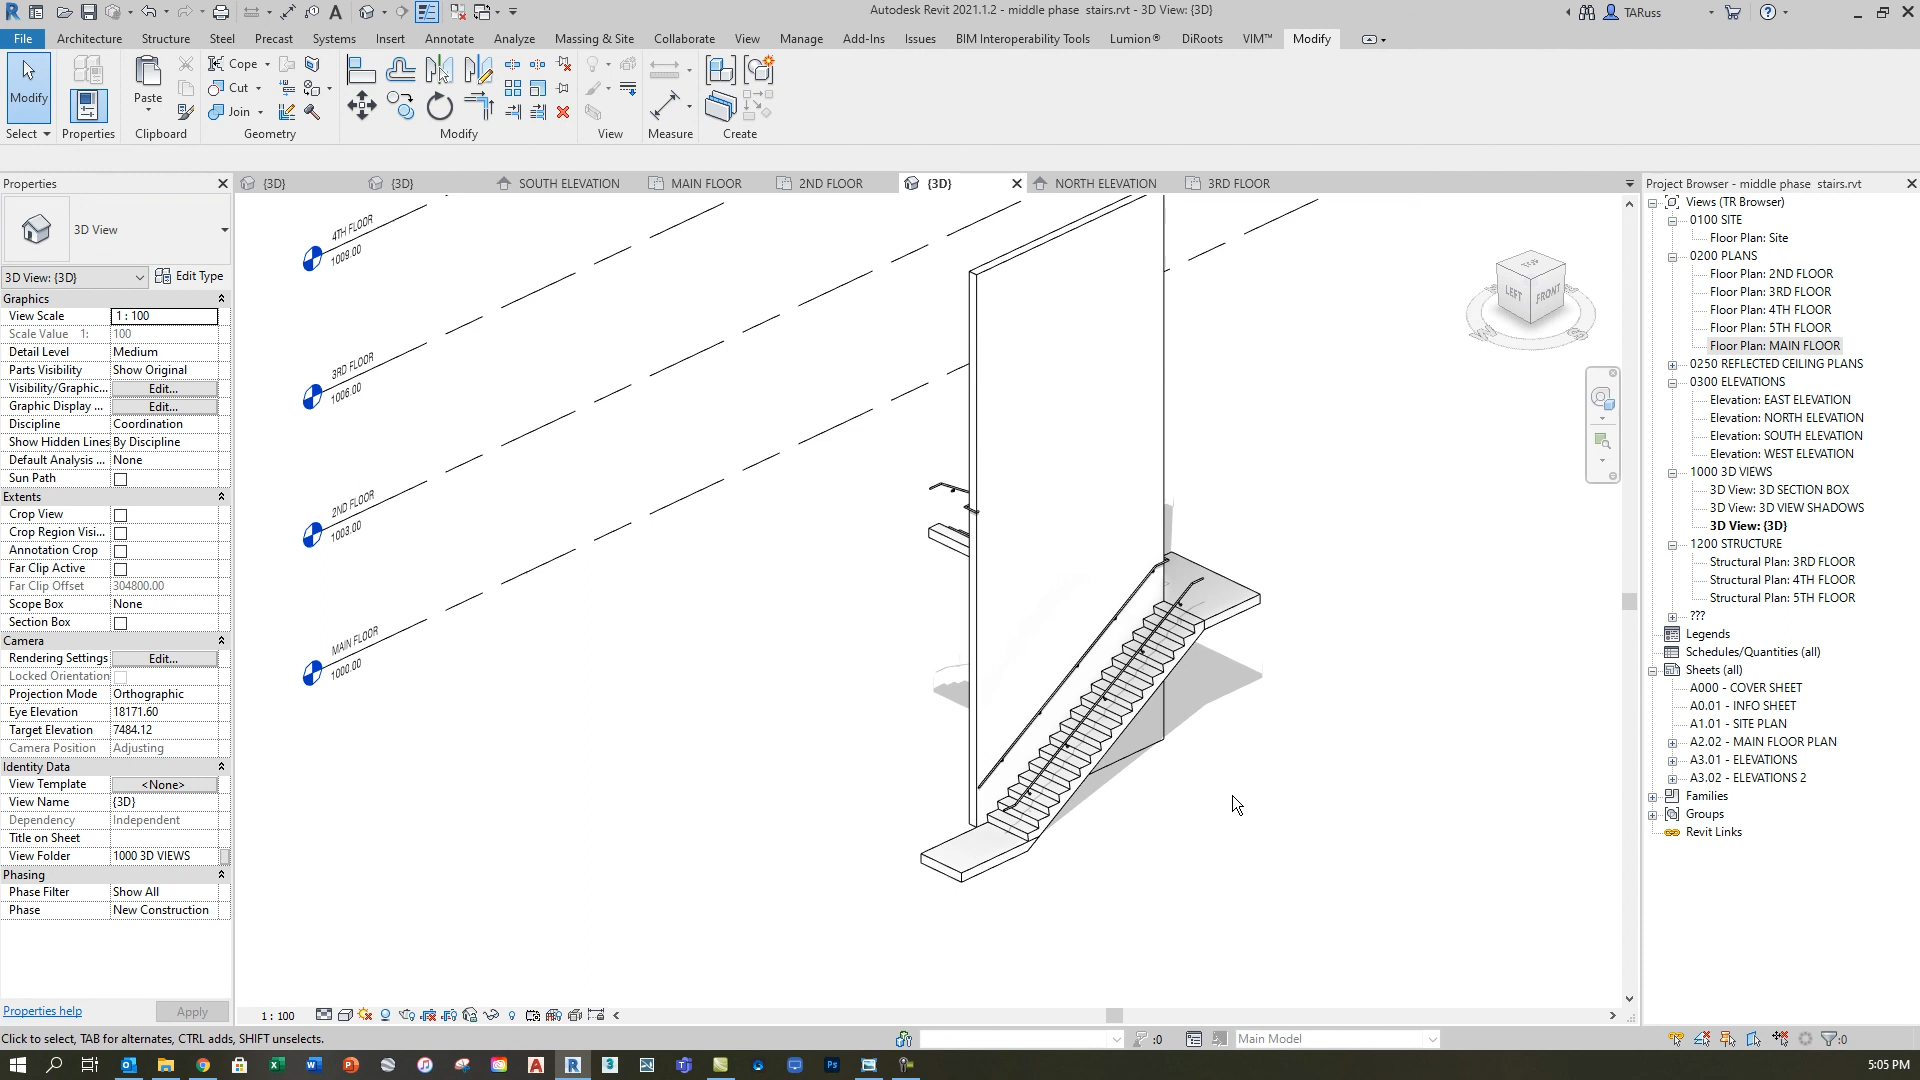 Autodesk Revit 2021.1.2 - middle phase stairs.rvt - 3D View: {3D}
TARuss
File Architecture Structure Steel Precast Systems Insert Annotate Analyze Massing & Site Collaborate View Manage Add-Ins Issues BIM Interoperability Tools Lumion® DiRoots VIM™ Modify
Modify
Paste
Cope
Cut
Join
Select Properties Clipboard Geometry Modify View Measure Create
Properties
{3D} {3D} SOUTH ELEVATION MAIN FLOOR 2ND FLOOR {3D} NORTH ELEVATION 3RD FLOOR
3D View
3D View: {3D} Edit Type
Graphics
View Scale 1 : 100
Scale Value 1: 100
Detail Level Medium
Parts Visibility Show Original
Visibility/Graphic... Edit...
Graphic Display ... Edit...
Discipline Coordination
Show Hidden Lines By Discipline
Default Analysis ... None
Sun Path
Extents
Crop View
Crop Region Visi...
Annotation Crop
Far Clip Active
Far Clip Offset 304800.00
Scope Box None
Section Box
Camera
Rendering Settings Edit...
Locked Orientation
Projection Mode Orthographic
Eye Elevation 18171.60
Target Elevation 7484.12
Camera Position Adjusting
Identity Data
View Template <None>
View Name {3D}
Dependency Independent
Title on Sheet
View Folder 1000 3D VIEWS
Phasing
Phase Filter Show All
Phase New Construction
Properties help Apply
4TH FLOOR
1009.00
3RD FLOOR
1006.00
2ND FLOOR
1003.00
MAIN FLOOR
1000.00
TOP
LEFT
FRONT
W
S
Project Browser - middle phase stairs.rvt
Views (TR Browser)
0100 SITE
Floor Plan: Site
0200 PLANS
Floor Plan: 2ND FLOOR
Floor Plan: 3RD FLOOR
Floor Plan: 4TH FLOOR
Floor Plan: 5TH FLOOR
Floor Plan: MAIN FLOOR
0250 REFLECTED CEILING PLANS
0300 ELEVATIONS
Elevation: EAST ELEVATION
Elevation: NORTH ELEVATION
Elevation: SOUTH ELEVATION
Elevation: WEST ELEVATION
1000 3D VIEWS
3D View: 3D SECTION BOX
3D View: 3D VIEW SHADOWS
3D View: {3D}
1200 STRUCTURE
Structural Plan: 3RD FLOOR
Structural Plan: 4TH FLOOR
Structural Plan: 5TH FLOOR
???
Legends
Schedules/Quantities (all)
Sheets (all)
A000 - COVER SHEET
A0.01 - INFO SHEET
A1.01 - SITE PLAN
A2.02 - MAIN FLOOR PLAN
A3.01 - ELEVATIONS
A3.02 - ELEVATIONS 2
Families
Groups
Revit Links
1 : 100
Click to select, TAB for alternates, CTRL adds, SHIFT unselects.
:0
Main Model
:0
5:05 PM